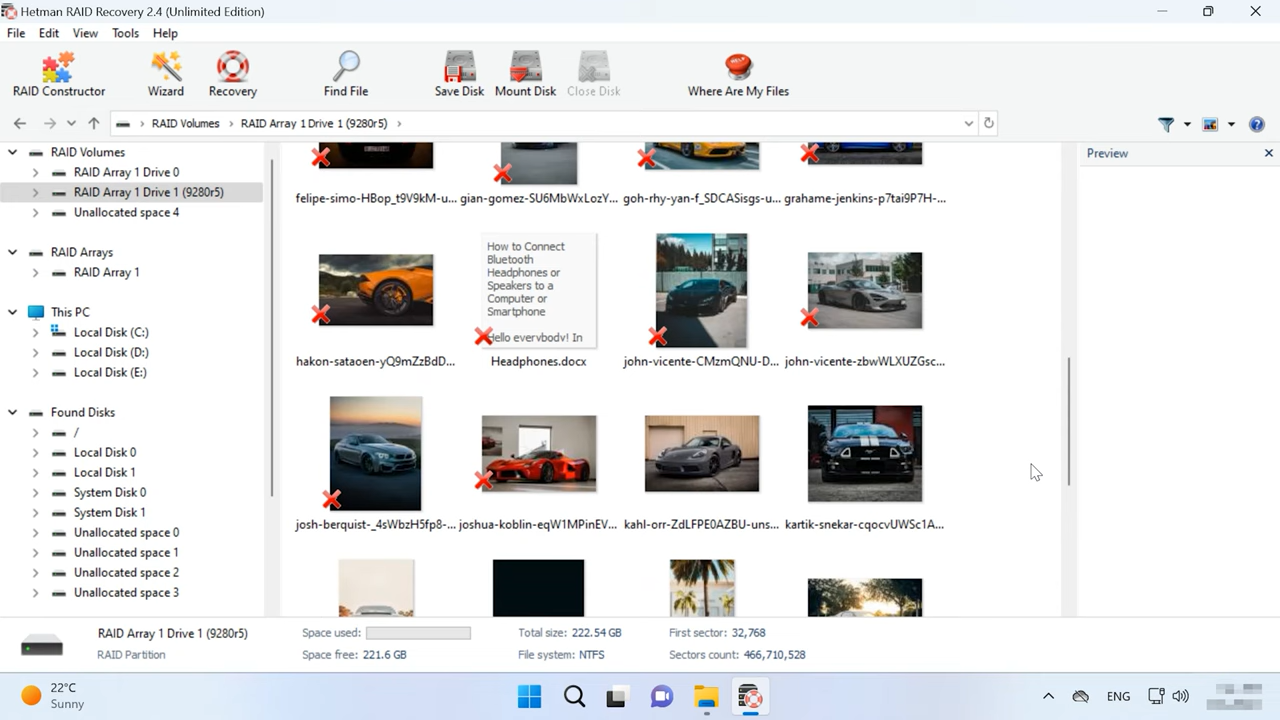 Hetman RAID Recovery 2.4 (Unlimited Edition)
File Edit View Tools Help
RAID Constructor Wizard Recovery Find File Save Disk Mount Disk Close Disk Where Are My Files
RAID Volumes RAID Array 1 Drive 1 (9280r5)
Preview
RAID Volumes
RAID Array 1 Drive 0
RAID Array 1 Drive 1 (9280r5)
Unallocated space 4
RAID Arrays
RAID Array 1
This PC
Local Disk (C:)
Local Disk (D:)
Local Disk (E:)
Found Disks
/
Local Disk 0
Local Disk 1
System Disk 0
System Disk 1
Unallocated space 0
Unallocated space 1
Unallocated space 2
Unallocated space 3
felipe-simo-HBop_t9V9kM-u... gian-gomez-SU6MbWxLozY... goh-rhy-yan-f_SDCASisgs-u... grahame-jenkins-p7tai9P7H-...
How to Connect
Bluetooth
Headphones or
Speakers to a
Computer or
Smartphone
Hello everybody! In
hakon-sataoen-yQ9mZzBdD... Headphones.docx john-vicente-CMzmQNU-D... john-vicente-zbwWLXUZGsc...
josh-berquist-_4sWbzH5fp8-... joshua-koblin-eqW1MPinEV... kahl-orr-ZdLFPE0AZBU-uns... kartik-snekar-cqocvUWSc1A...
RAID Array 1 Drive 1 (9280r5) Space used: Total size: 222.54 GB First sector: 32,768
RAID Partition Space free: 221.6 GB File system: NTFS Sectors count: 466,710,528
22°C
Sunny
ENG